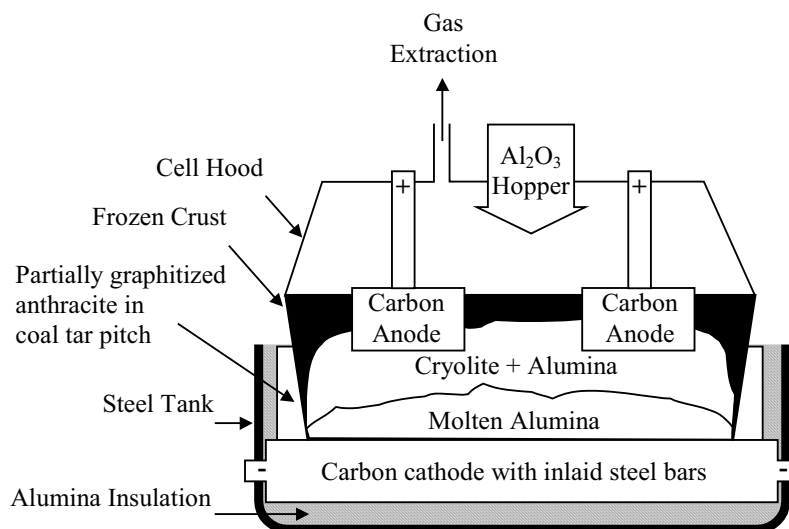 Gas
Extraction
Al₂O₃
Hopper
+
+
Cell Hood
Frozen Crust
Partially graphitized
anthracite in
coal tar pitch
Carbon
Anode
Carbon
Anode
Cryolite + Alumina
Steel Tank
Molten Alumina
-
Carbon cathode with inlaid steel bars
-
Alumina Insulation